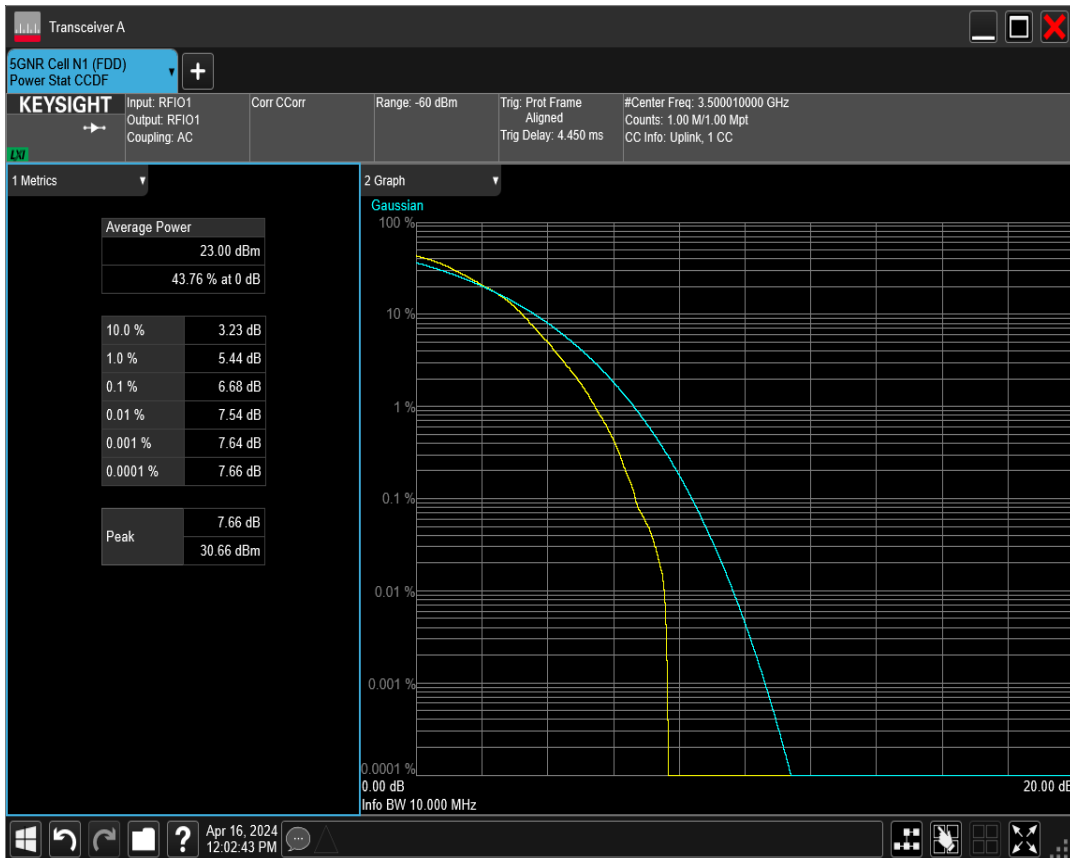 Transceiver A
5GNR Cell N1 (FDD)
Power Stat CCDF
KEYSIGHT
LXI
Input: RFIO1
Output: RFIO1
Coupling: AC
Corr CCorr
Range: -60 dBm
Trig: Prot Frame
Aligned
Trig Delay: 4.450 ms
#Center Freq: 3.500010000 GHz
Counts: 1.00 M/1.00 Mpt
CC Info: Uplink, 1 CC
1 Metrics
Average Power
23.00 dBm
43.76 % at 0 dB
10.0 % 3.23 dB
1.0 % 5.44 dB
0.1 % 6.68 dB
0.01 % 7.54 dB
0.001 % 7.64 dB
0.0001 % 7.66 dB
Peak
7.66 dB
30.66 dBm
2 Graph
Gaussian
100 %
10 %
1 %
0.1 %
0.01 %
0.001 %
0.0001 %
0.00 dB 20.00 dB
Info BW 10.000 MHz
?
Apr 16, 2024
12:02:43 PM